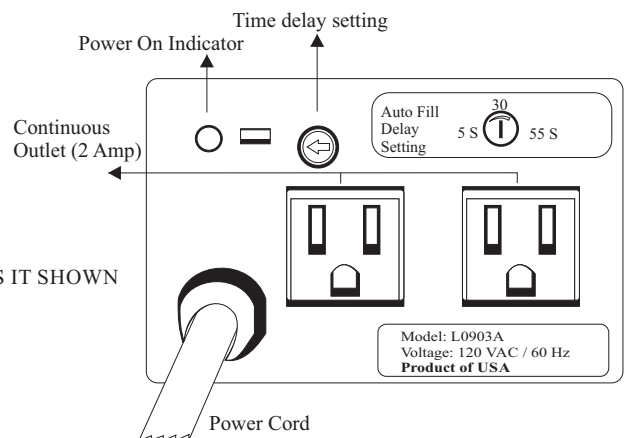 Time delay setting
Power On Indicator
Continuous
Outlet (2 Amp)
Auto Fill
Delay
Setting
30
5 S
55 S
S IT SHOWN
Model: L0903A
Voltage: 120 VAC / 60 Hz
Product of USA
Power Cord